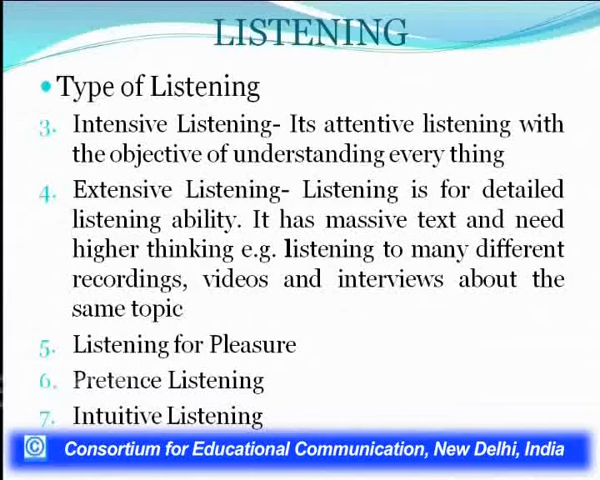 LISTENING
Type of Listening
3. Intensive Listening- Its attentive listening with
the objective of understanding every thing
4. Extensive Listening- Listening is for detailed
listening ability. It has massive text and need
higher thinking e.g. listening to many different
recordings, videos and interviews about the
same topic
5. Listening for Pleasure
6. Pretence Listening
7. Intuitive Listening
© Consortium for Educational Communication, New Delhi, India